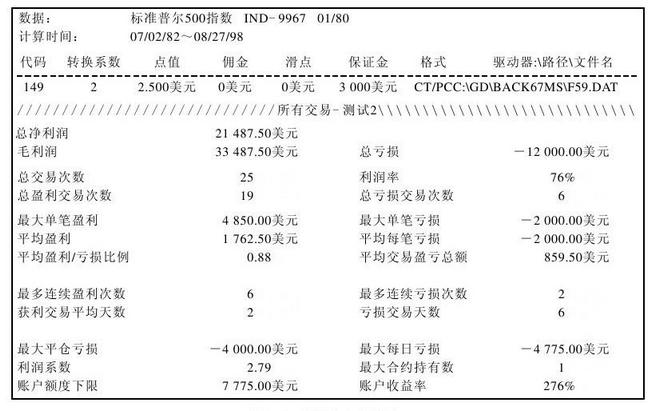 数据： 标准普尔500指数 IND-9967 01/80
计算时间： 07/02/82～08/27/98
代码 转换系数 点值 佣金 滑点 保证金 格式 驱动器:\路径\文件名
149 2 2.500美元 0美元 0美元 3 000美元 CT/PCC:\GD\BACK67MS\F59.DAT
/////////////////////////////所有交易-测试2\\\\\\\\\\\\\\\\\\\\\\\\\\\\\
总净利润 21 487.50美元
毛利润 33 487.50美元 总亏损 -12 000.00美元
总交易次数 25 利润率 76%
总盈利交易次数 19 总亏损交易次数 6
最大单笔盈利 4 850.00美元 最大单笔亏损 -2 000.00美元
平均盈利 1 762.50美元 平均每笔亏损 -2 000.00美元
平均盈利/亏损比例 0.88 平均交易盈亏总额 859.50美元
最多连续盈利次数 6 最多连续亏损次数 2
获利交易平均天数 2 亏损交易天数 6
最大平仓亏损 -4 000.00美元 最大每日亏损 -4 775.00美元
利润系数 2.79 最大合约持有数 1
账户额度下限 7 775.00美元 账户收益率 276%